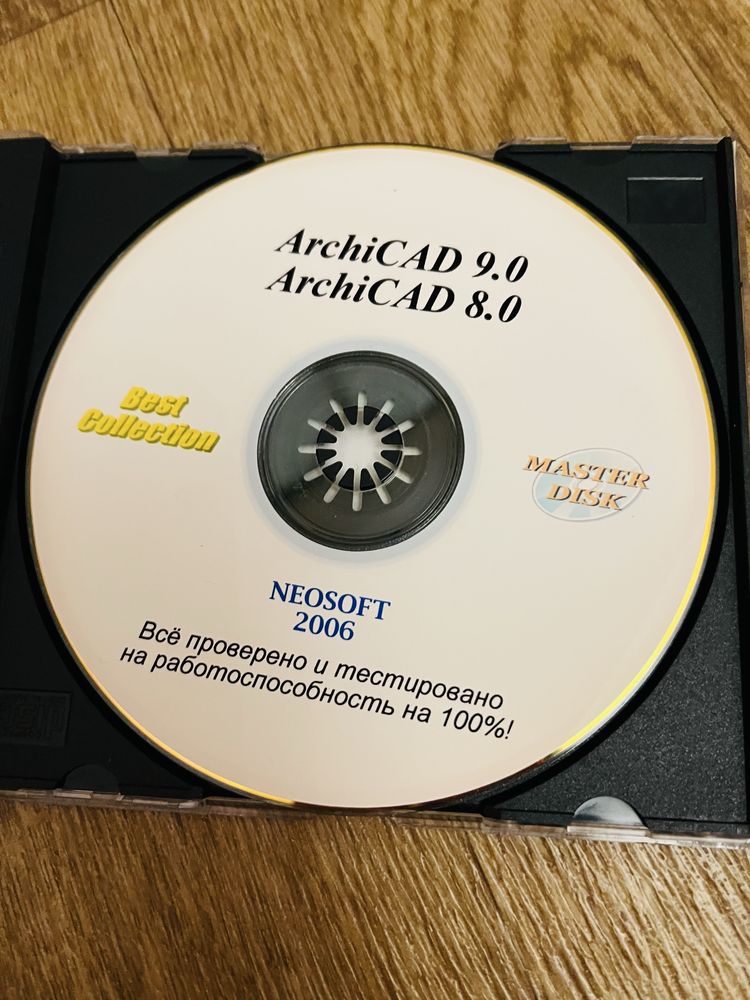 ArchiCAD 9.0
ArchiCAD 8.0
Best
Collection
MASTER
DISK
NEOSOFT
2006
Всё проверено и тестировано
на работоспособность на 100%!